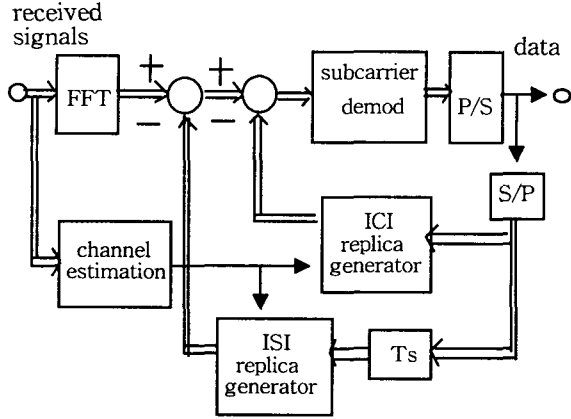 received
signals
data
+
+
FFT
subcarrier
demod
P/S
−
−
S/P
ICI
replica
generator
channel
estimation
ISI
replica
generator
Ts